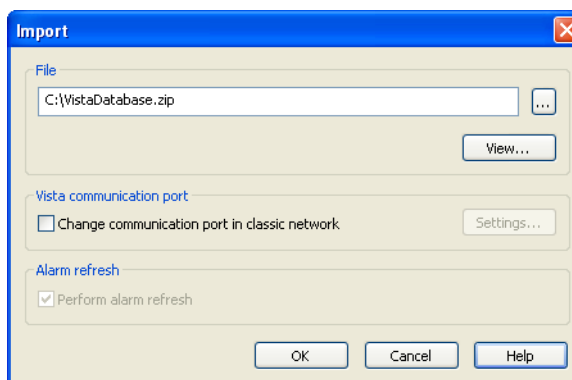 Import
File
C:\VistaDatabase.zip
...
View...
Vista communication port
Change communication port in classic network
Settings...
Alarm refresh
Perform alarm refresh
OK
Cancel
Help